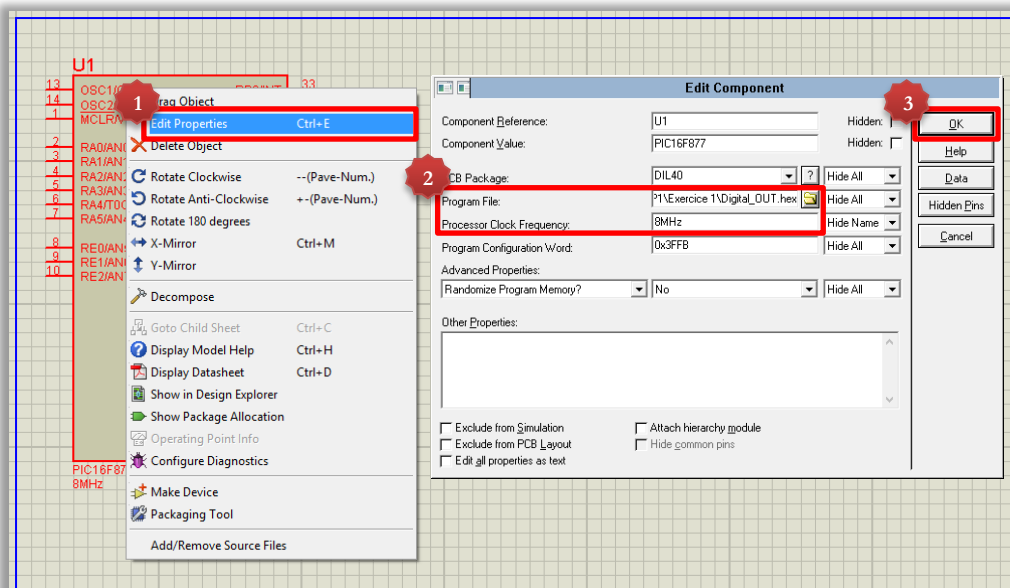 U1
13
14
1
2
3
4
5
6
7
8
9
10
33
OSC1/
OSC2
MCLR/
RA0/AN
RA1/AN
RA2/AN
RA3/AN
RA4/T0C
RA5/AN
RE0/AN
RE1/AN
RE2/AN
PIC16F87
8MHz
1
Drag Object
Edit Properties Ctrl+E
Delete Object
Rotate Clockwise --(Pave-Num.)
Rotate Anti-Clockwise +-(Pave-Num.)
Rotate 180 degrees
X-Mirror Ctrl+M
Y-Mirror
Decompose
Goto Child Sheet Ctrl+C
Display Model Help Ctrl+H
Display Datasheet Ctrl+D
Show in Design Explorer
Show Package Allocation
Operating Point Info
Configure Diagnostics
Make Device
Packaging Tool
Add/Remove Source Files
Edit Component
Component Reference: U1 Hidden:
Component Value: PIC16F877 Hidden:
2
PCB Package: DIL40 ? Hide All
Program File: P1\Exercice 1\Digital_OUT.hex Hide All
Processor Clock Frequency: 8MHz Hide Name
Program Configuration Word: 0x3FFB Hide All
Advanced Properties:
Randomize Program Memory? No Hide All
Other Properties:
Exclude from Simulation Attach hierarchy module
Exclude from PCB Layout Hide common pins
Edit all properties as text
3
OK
Help
Data
Hidden Pins
Cancel